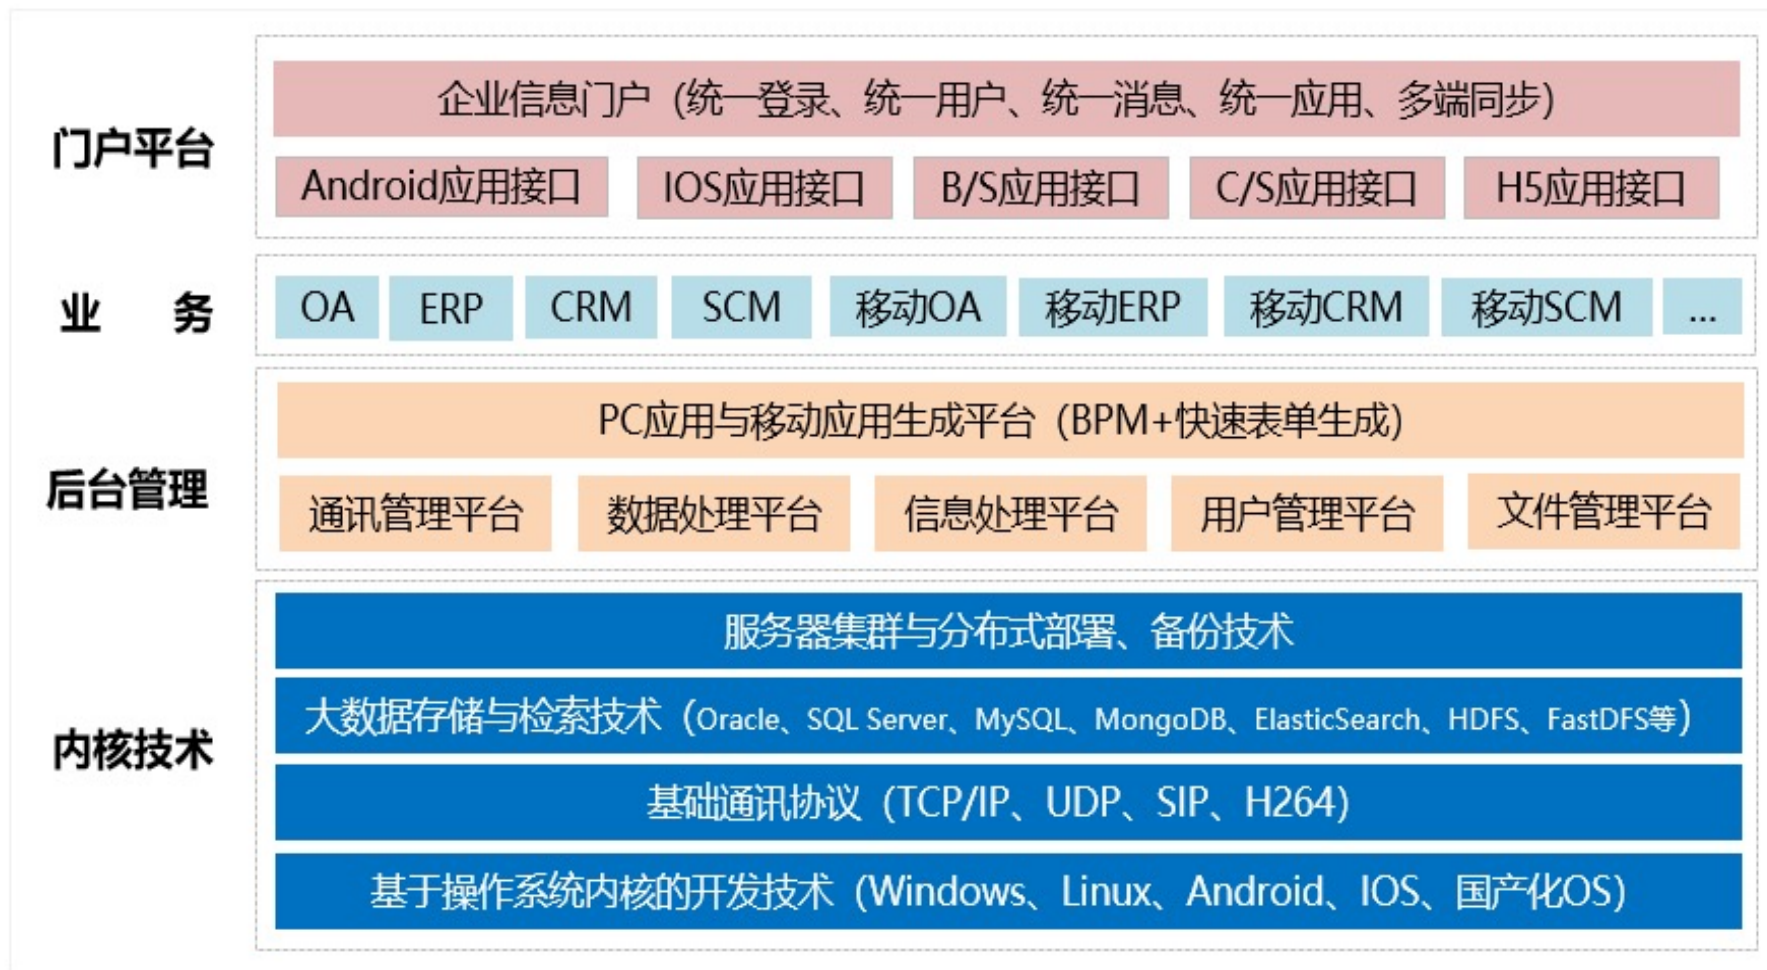 门户平台
企业信息门户（统一登录、统一用户、统一消息、统一应用、多端同步）
Android应用接口
IOS应用接口
B/S应用接口
C/S应用接口
H5应用接口
业 务
OA
ERP
CRM
SCM
移动OA
移动ERP
移动CRM
移动SCM
...
后台管理
PC应用与移动应用生成平台（BPM+快速表单生成）
通讯管理平台
数据处理平台
信息处理平台
用户管理平台
文件管理平台
内核技术
服务器集群与分布式部署、备份技术
大数据存储与检索技术（Oracle、SQL Server、MySQL、MongoDB、ElasticSearch、HDFS、FastDFS等）
基础通讯协议（TCP/IP、UDP、SIP、H264）
基于操作系统内核的开发技术（Windows、Linux、Android、IOS、国产化OS）